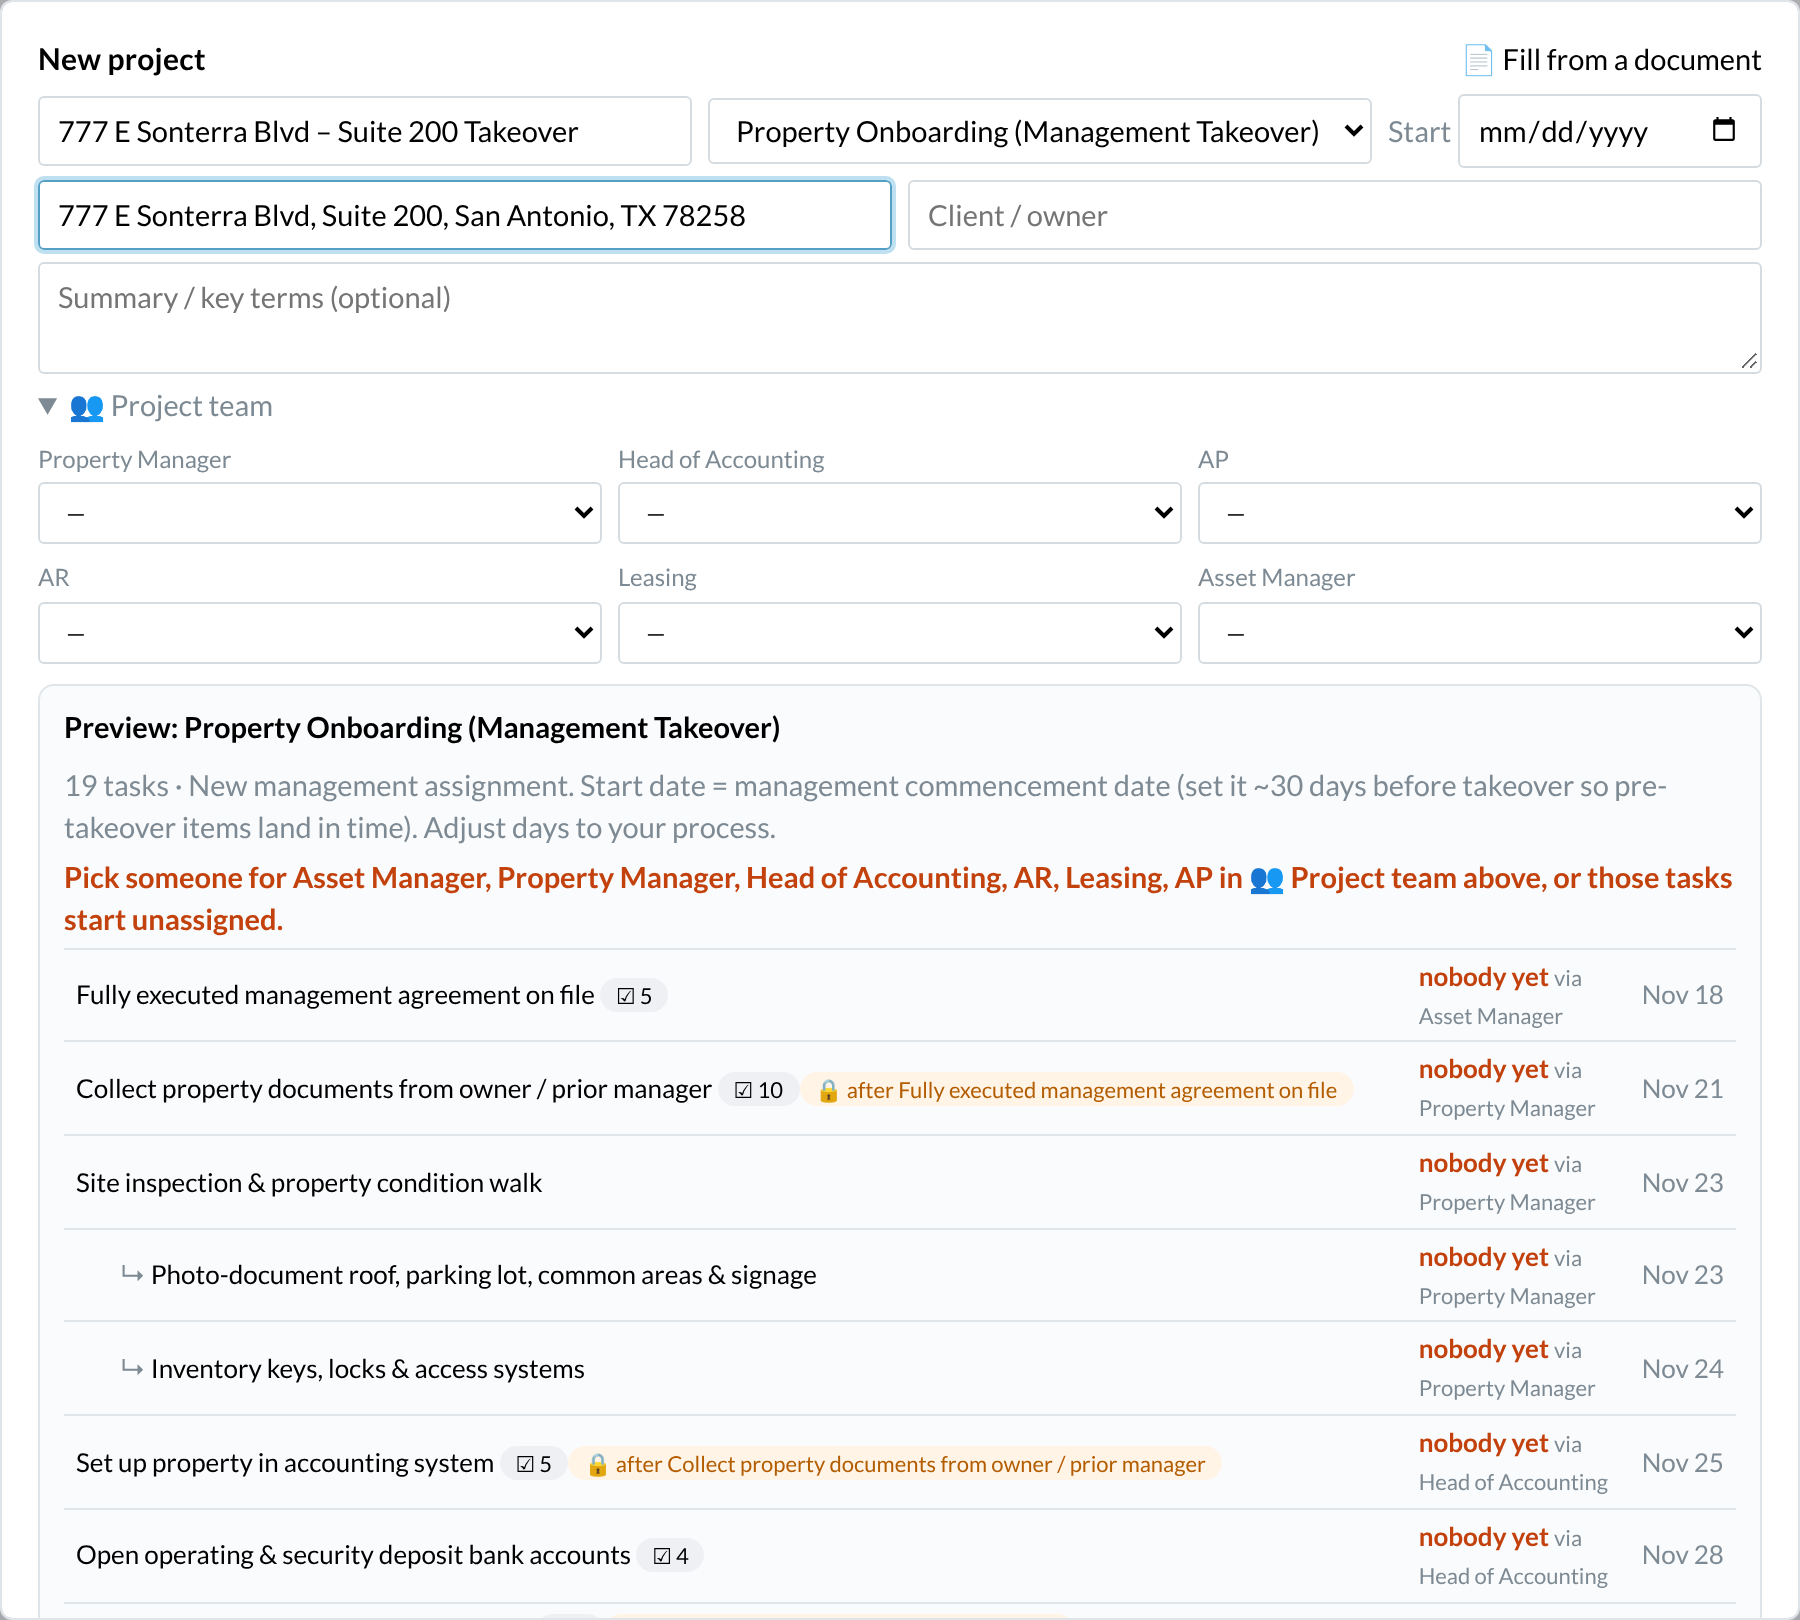 New project
📄 Fill from a document
777 E Sonterra Blvd – Suite 200 Takeover
Property Onboarding (Management Takeover)
Start
mm/dd/yyyy
777 E Sonterra Blvd, Suite 200, San Antonio, TX 78258
Client / owner
Summary / key terms (optional)
▼ 👥 Project team
Property Manager
Head of Accounting
AP
–
–
–
AR
Leasing
Asset Manager
–
–
–
Preview: Property Onboarding (Management Takeover)
19 tasks · New management assignment. Start date = management commencement date (set it ~30 days before takeover so pre-
takeover items land in time). Adjust days to your process.
Pick someone for Asset Manager, Property Manager, Head of Accounting, AR, Leasing, AP in 👥 Project team above, or those tasks
start unassigned.
Fully executed management agreement on file ☑ 5
nobody yet via
Asset Manager
Nov 18
Collect property documents from owner / prior manager ☑ 10 🔒 after Fully executed management agreement on file
nobody yet via
Property Manager
Nov 21
Site inspection & property condition walk
nobody yet via
Property Manager
Nov 23
↳ Photo-document roof, parking lot, common areas & signage
nobody yet via
Property Manager
Nov 23
↳ Inventory keys, locks & access systems
nobody yet via
Property Manager
Nov 24
Set up property in accounting system ☑ 5 🔒 after Collect property documents from owner / prior manager
nobody yet via
Head of Accounting
Nov 25
Open operating & security deposit bank accounts ☑ 4
nobody yet via
Head of Accounting
Nov 28